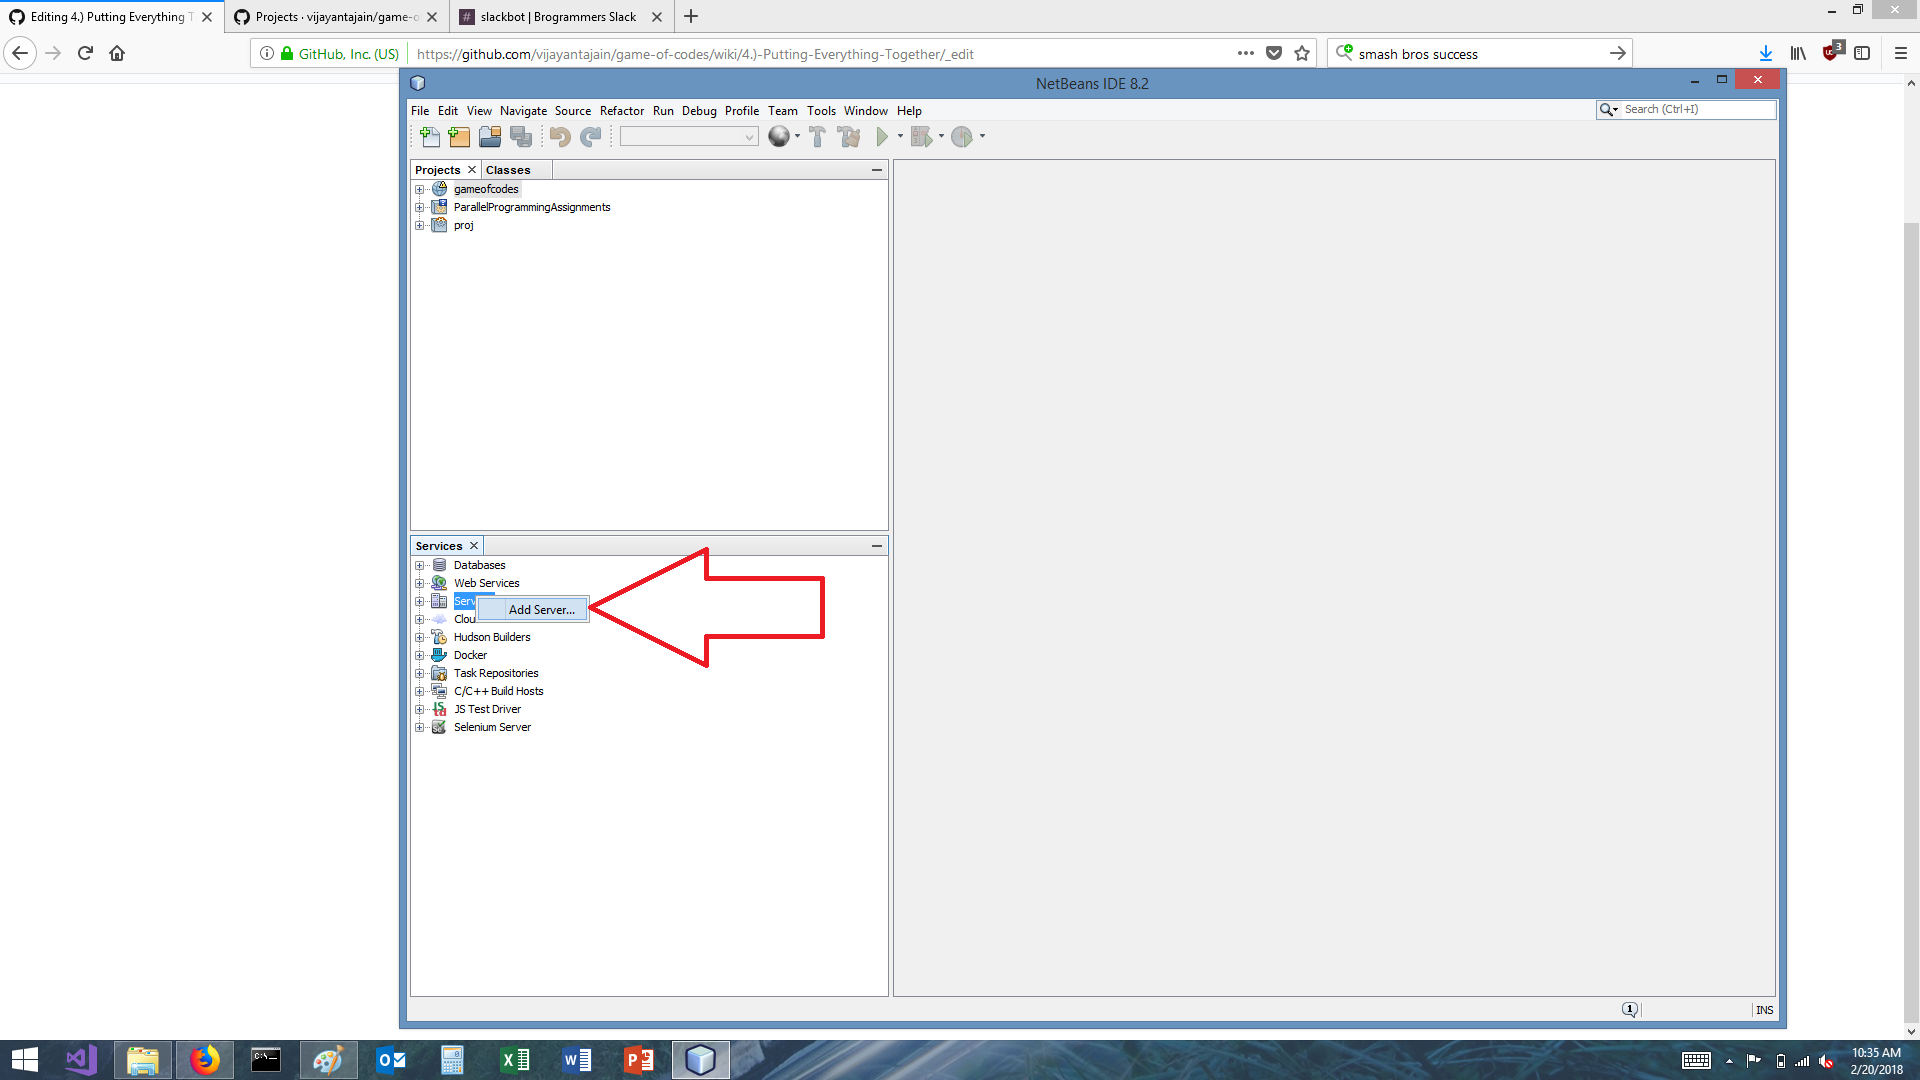 Editing 4.) Putting Everything T
Projects · vijayantajain/game-o
slackbot | Brogrammers Slack
GitHub, Inc. (US)
https://github.com/vijayantajain/game-of-codes/wiki/4.)-Putting-Everything-Together/_edit
smash bros success
3
NetBeans IDE 8.2
File Edit View Navigate Source Refactor Run Debug Profile Team Tools Window Help
Search (Ctrl+I)
Projects Classes
gameofcodes
ParallelProgrammingAssignments
proj
Services
Databases
Web Services
Serv
Add Server...
Clou
Hudson Builders
Docker
Task Repositories
C/C++ Build Hosts
JS Test Driver
Selenium Server
1
INS
10:35 AM
2/20/2018